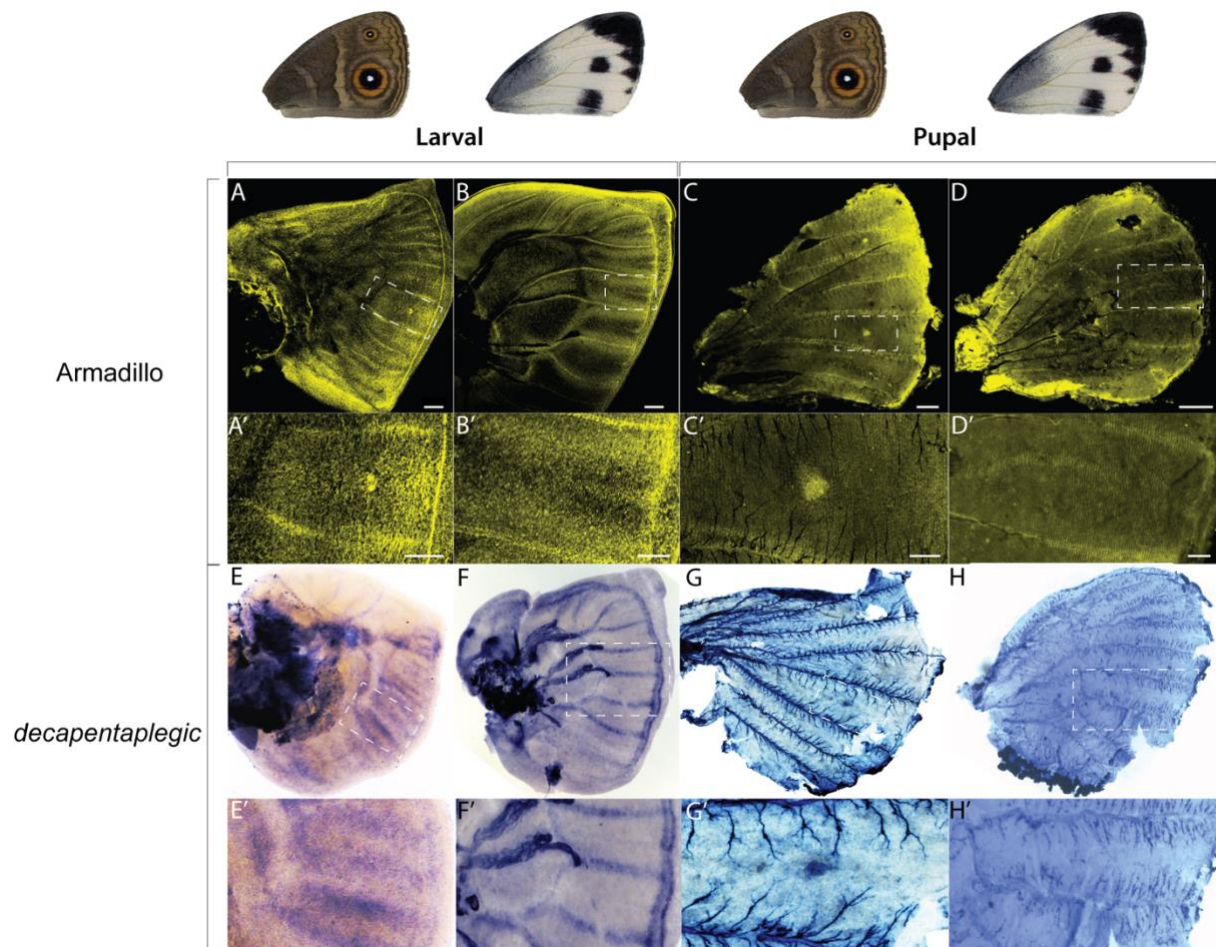 Larval
Pupal
A
B
C
D
Armadillo
A'
B'
C'
D'
E
F
G
H
decapentaplegic
E'
F'
G'
H'